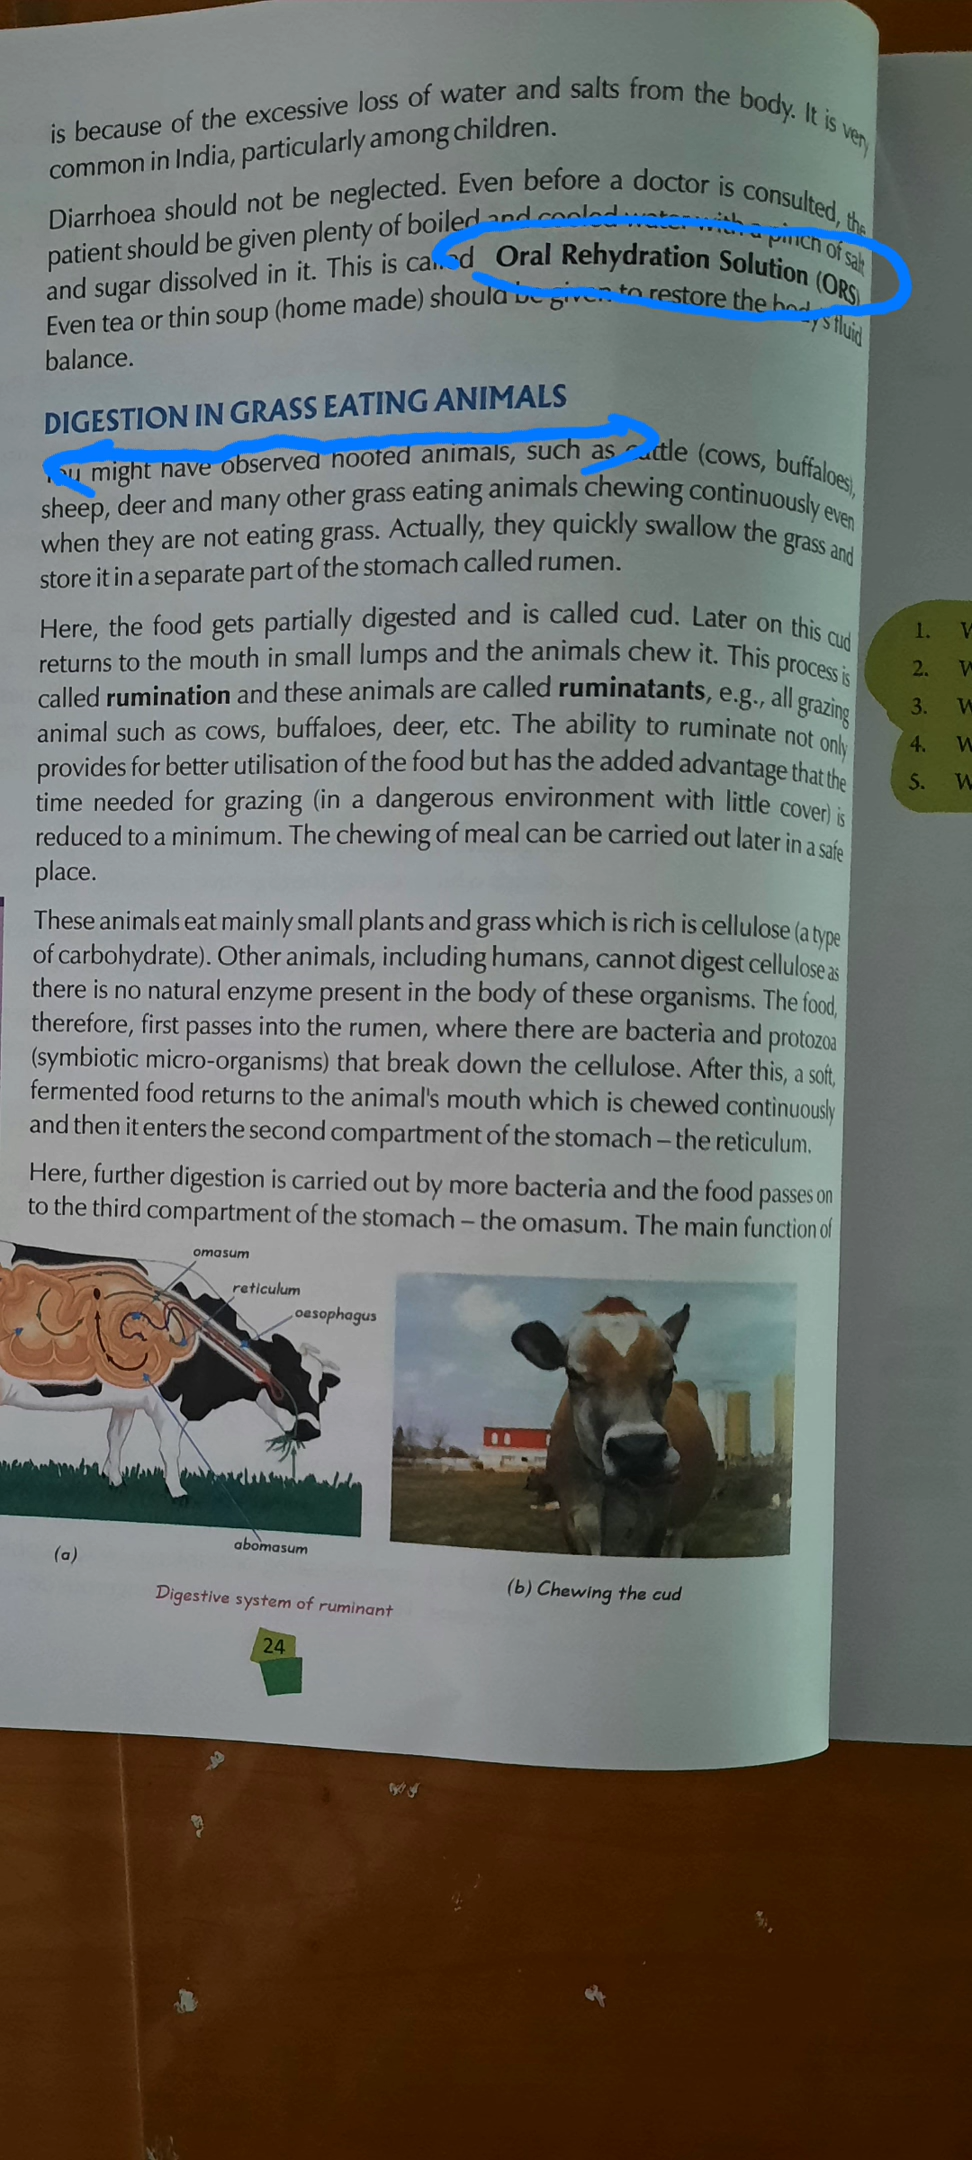 is because of the excessive loss of water and salts from the body. It is very
common in India, particularly among children.
Diarrhoea should not be neglected. Even before a doctor is consulted, the
patient should be given plenty of boiled and cooled water with a pinch of salt
and sugar dissolved in it. This is called Oral Rehydration Solution (ORS)
Even tea or thin soup (home made) should be given to restore the body's fluid
balance.
DIGESTION IN GRASS EATING ANIMALS
You might have observed hoofed animals, such as cattle (cows, buffaloes),
sheep, deer and many other grass eating animals chewing continuously even
when they are not eating grass. Actually, they quickly swallow the grass and
store it in a separate part of the stomach called rumen.
Here, the food gets partially digested and is called cud. Later on this cud
returns to the mouth in small lumps and the animals chew it. This process is
called rumination and these animals are called ruminatants, e.g., all grazing
animal such as cows, buffaloes, deer, etc. The ability to ruminate not only
provides for better utilisation of the food but has the added advantage that the
time needed for grazing (in a dangerous environment with little cover) is
reduced to a minimum. The chewing of meal can be carried out later in a safe
place.
These animals eat mainly small plants and grass which is rich is cellulose (a type
of carbohydrate). Other animals, including humans, cannot digest cellulose as
there is no natural enzyme present in the body of these organisms. The food,
therefore, first passes into the rumen, where there are bacteria and protozoa
(symbiotic micro-organisms) that break down the cellulose. After this, a soft,
fermented food returns to the animal's mouth which is chewed continuously
and then it enters the second compartment of the stomach – the reticulum.
Here, further digestion is carried out by more bacteria and the food passes on
to the third compartment of the stomach – the omasum. The main function of
omasum
reticulum
oesophagus
abomasum
(a)
(b) Chewing the cud
Digestive system of ruminant
24
1. W
2. W
3. W
4. W
5. W